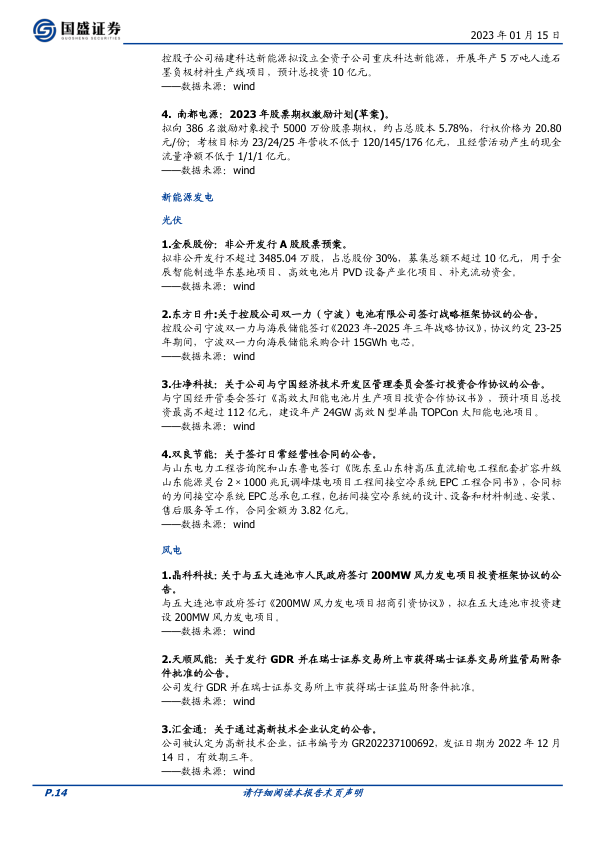 国盛证券
GUOSHENG SECURITIES
2023 年 01 月 15 日
控股子公司福建科达新能源拟设立全资子公司重庆科达新能源，开展年产 5 万吨人造石
墨负极材料生产线项目，预计总投资 10 亿元。
——数据来源：wind
4. 南都电源：2023 年股票期权激励计划(草案)。
拟向 386 名激励对象授予 5000 万份股票期权，约占总股本 5.78%，行权价格为 20.80
元/份；考核目标为 23/24/25 年营收不低于 120/145/176 亿元，且经营活动产生的现金
流量净额不低于 1/1/1 亿元。
——数据来源：wind
新能源发电
光伏
1.金辰股份：非公开发行 A 股股票预案。
拟非公开发行不超过 3485.04 万股，占总股份 30%，募集总额不超过 10 亿元，用于金
辰智能制造华东基地项目、高效电池片 PVD 设备产业化项目、补充流动资金。
——数据来源：wind
2.东方日升:关于控股公司双一力（宁波）电池有限公司签订战略框架协议的公告。
控股公司宁波双一力与海辰储能签订《2023 年-2025 年三年战略协议》，协议约定 23-25
年期间，宁波双一力向海辰储能采购合计 15GWh 电芯。
——数据来源：wind
3.仕净科技：关于公司与宁国经济技术开发区管理委员会签订投资合作协议的公告。
与宁国经开管委会签订《高效太阳能电池片生产项目投资合作协议书》，预计项目总投
资最高不超过 112 亿元，建设年产 24GW 高效 N 型单晶 TOPCon 太阳能电池项目。
——数据来源：wind
4.双良节能：关于签订日常经营性合同的公告。
与山东电力工程咨询院和山东鲁电签订《陇东至山东特高压直流输电工程配套扩容升级
山东能源灵台 2×1000 兆瓦调峰煤电项目工程间接空冷系统 EPC 工程合同书》，合同标
的为间接空冷系统 EPC 总承包工程，包括间接空冷系统的设计、设备和材料制造、安装、
售后服务等工作，合同金额为 3.82 亿元。
——数据来源：wind
风电
1.晶科科技：关于与五大连池市人民政府签订 200MW 风力发电项目投资框架协议的公
告。
与五大连池市政府签订《200MW 风力发电项目招商引资协议》，拟在五大连池市投资建
设 200MW 风力发电项目。
——数据来源：wind
2.天顺风能：关于发行 GDR 并在瑞士证券交易所上市获得瑞士证券交易所监管局附条
件批准的公告。
公司发行 GDR 并在瑞士证券交易所上市获得瑞士证监局附条件批准。
——数据来源：wind
3.汇金通：关于通过高新技术企业认定的公告。
公司被认定为高新技术企业，证书编号为 GR202237100692，发证日期为 2022 年 12 月
14 日，有效期三年。
——数据来源：wind
P.14
请仔细阅读本报告末页声明